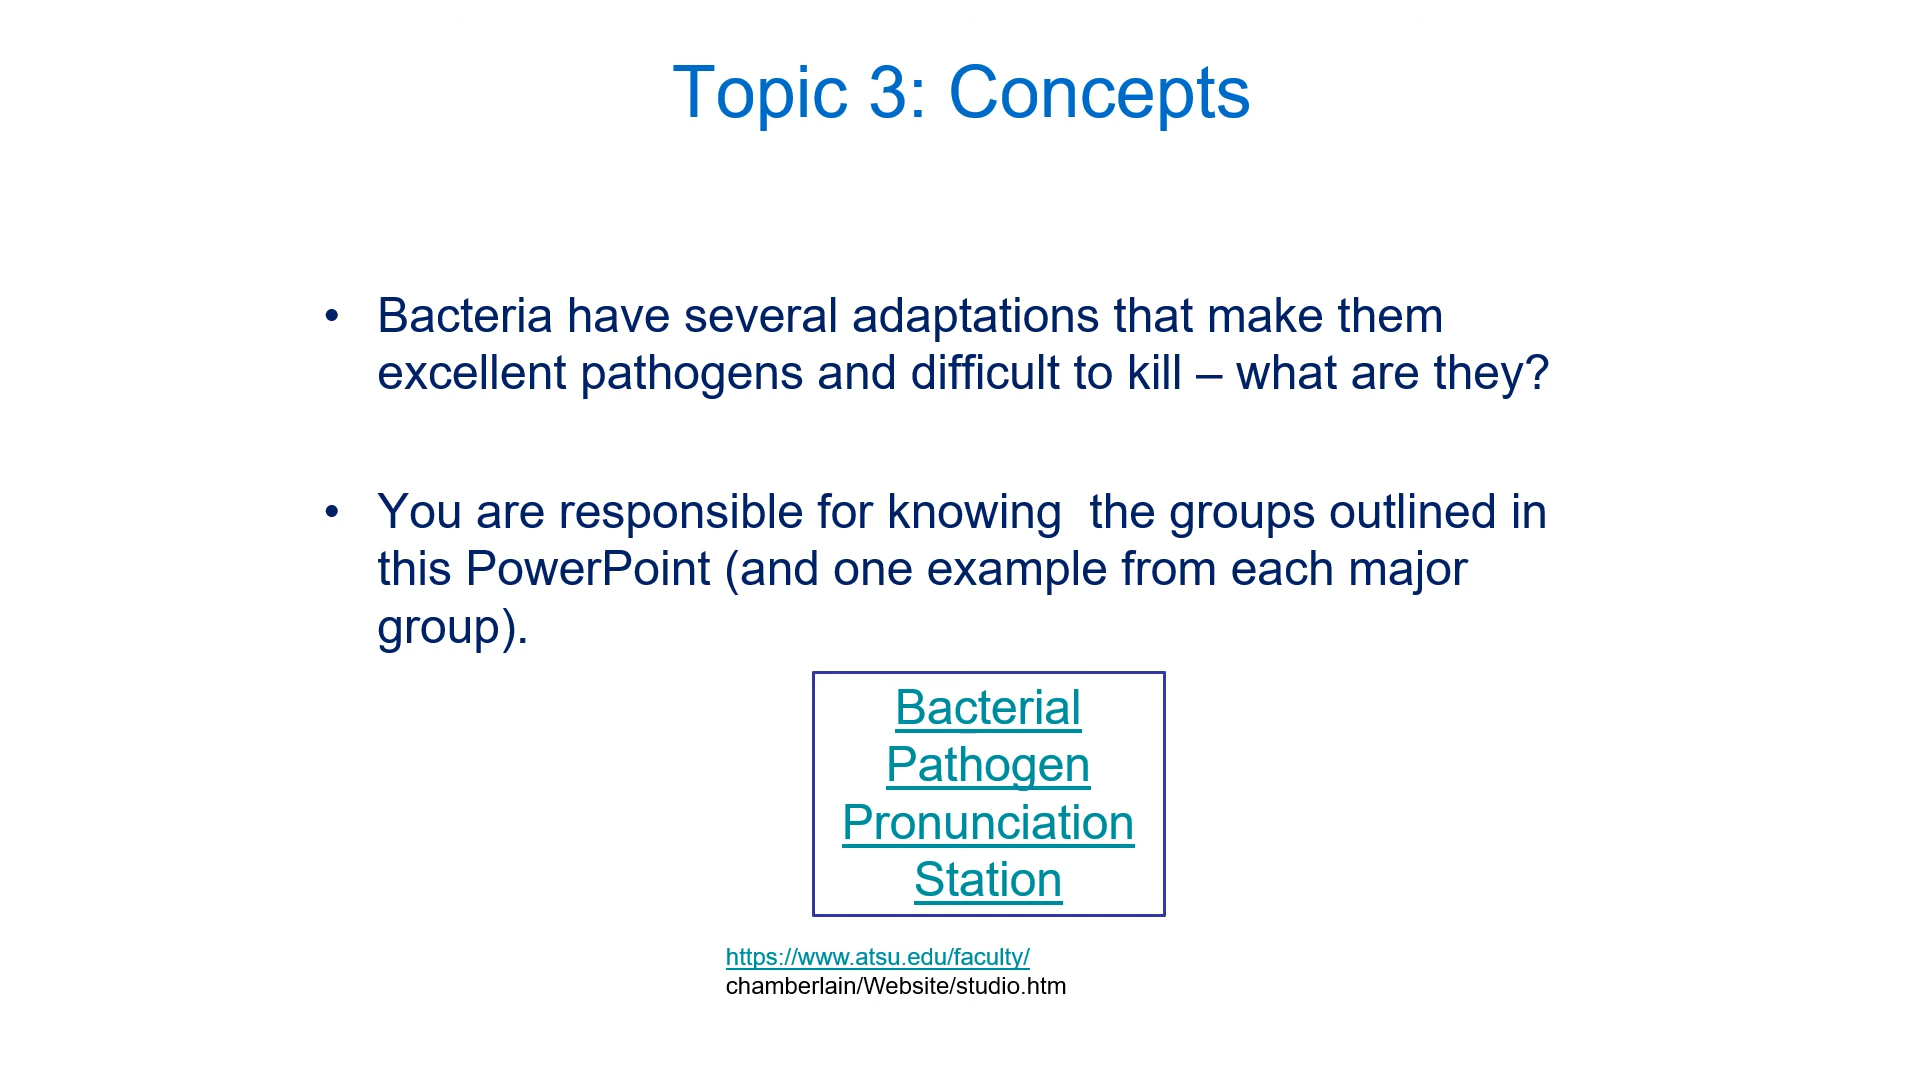 Topic 3: Concepts
• Bacteria have several adaptations that make them
excellent pathogens and difficult to kill – what are they?
• You are responsible for knowing  the groups outlined in
this PowerPoint (and one example from each major
group).
Bacterial
Pathogen
Pronunciation
Station
https://www.atsu.edu/faculty/
chamberlain/Website/studio.htm